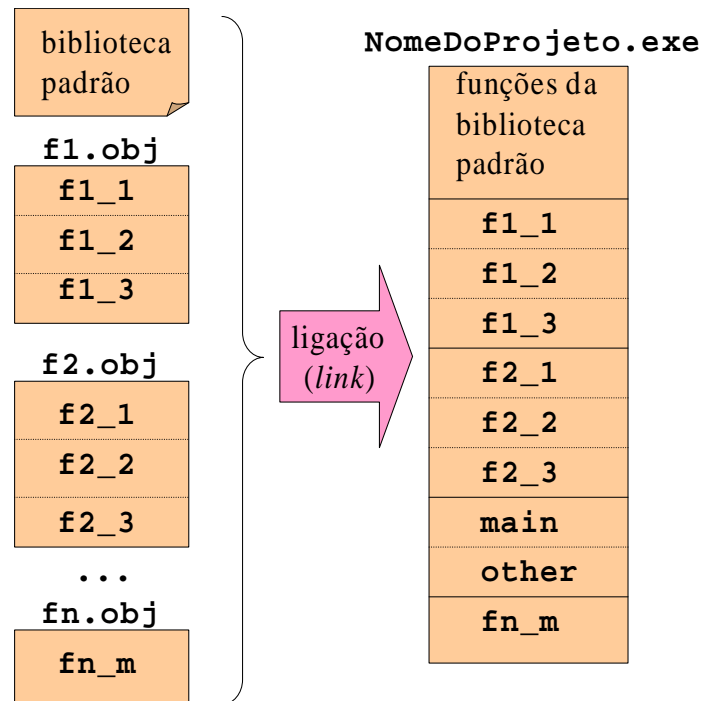 biblioteca
padrão
f1.obj
f1_1
f1_2
f1_3
f2.obj
f2_1
f2_2
f2_3
...
fn.obj
fn_m
ligação
(link)
NomeDoProjeto.exe
funções da
biblioteca
padrão
f1_1
f1_2
f1_3
f2_1
f2_2
f2_3
main
other
fn_m